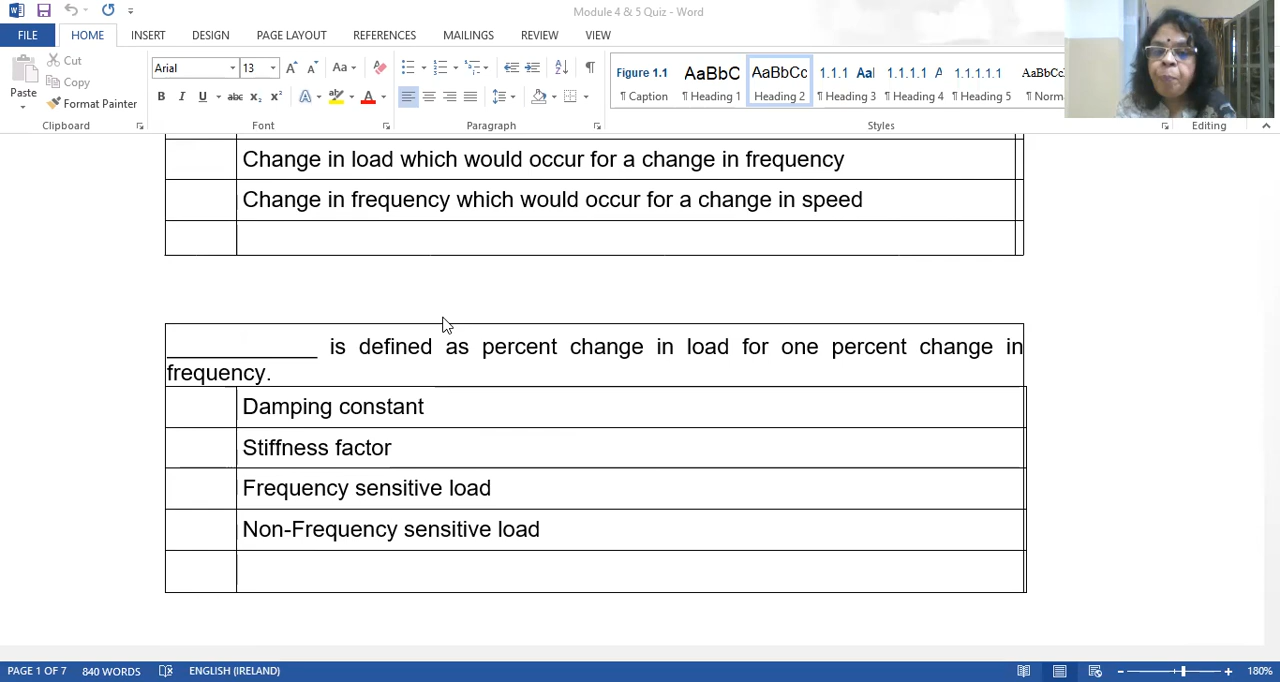 Module 4 & 5 Quiz - Word
FILE HOME INSERT DESIGN PAGE LAYOUT REFERENCES MAILINGS REVIEW VIEW
Cut
Copy
Format Painter
Paste
Arial 13
Figure 1.1 AaBbC AaBbCc 1.1.1 Aal 1.1.1.1 A 1.1.1.1.1 AaBbCcI
¶ Caption ¶ Heading 1 Heading 2 ¶ Heading 3 ¶ Heading 4 ¶ Heading 5 ¶ Norm
Clipboard Font Paragraph Styles Editing
Change in load which would occur for a change in frequency
Change in frequency which would occur for a change in speed
____________ is defined as percent change in load for one percent change in
frequency.
Damping constant
Stiffness factor
Frequency sensitive load
Non-Frequency sensitive load
PAGE 1 OF 7 840 WORDS ENGLISH (IRELAND) 180%